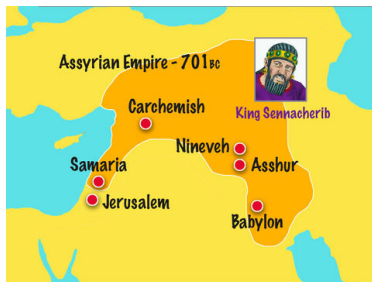 Assyrian Empire - 701BC
Carchemish
King Sennacherib
Nineveh
Samaria
Asshur
Jerusalem
Babylon